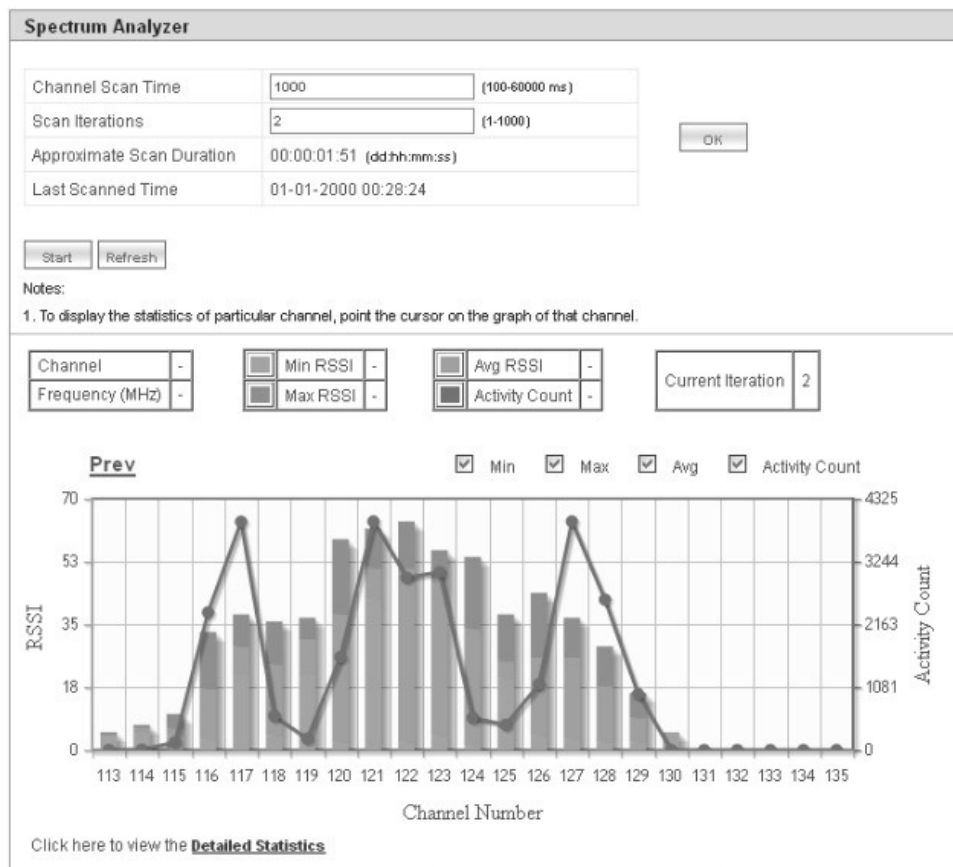 Spectrum Analyzer
Channel Scan Time 1000 (100-60000 ms)
Scan Iterations 2 (1-1000)
OK
Approximate Scan Duration 00:00:01:51 (dd:hh:mm:ss)
Last Scanned Time 01-01-2000 00:28:24
Start Refresh
Notes:
1. To display the statistics of particular channel, point the cursor on the graph of that channel.
Channel - Min RSSI - Avg RSSI - Current Iteration 2
Frequency (MHz) - Max RSSI - Activity Count -
Prev Min Max Avg Activity Count
70 4325
53 3244
35 2163
18 1081
0 0
RSSI
Activity Count
113 114 115 116 117 118 119 120 121 122 123 124 125 126 127 128 129 130 131 132 133 134 135
Channel Number
Click here to view the Detailed Statistics